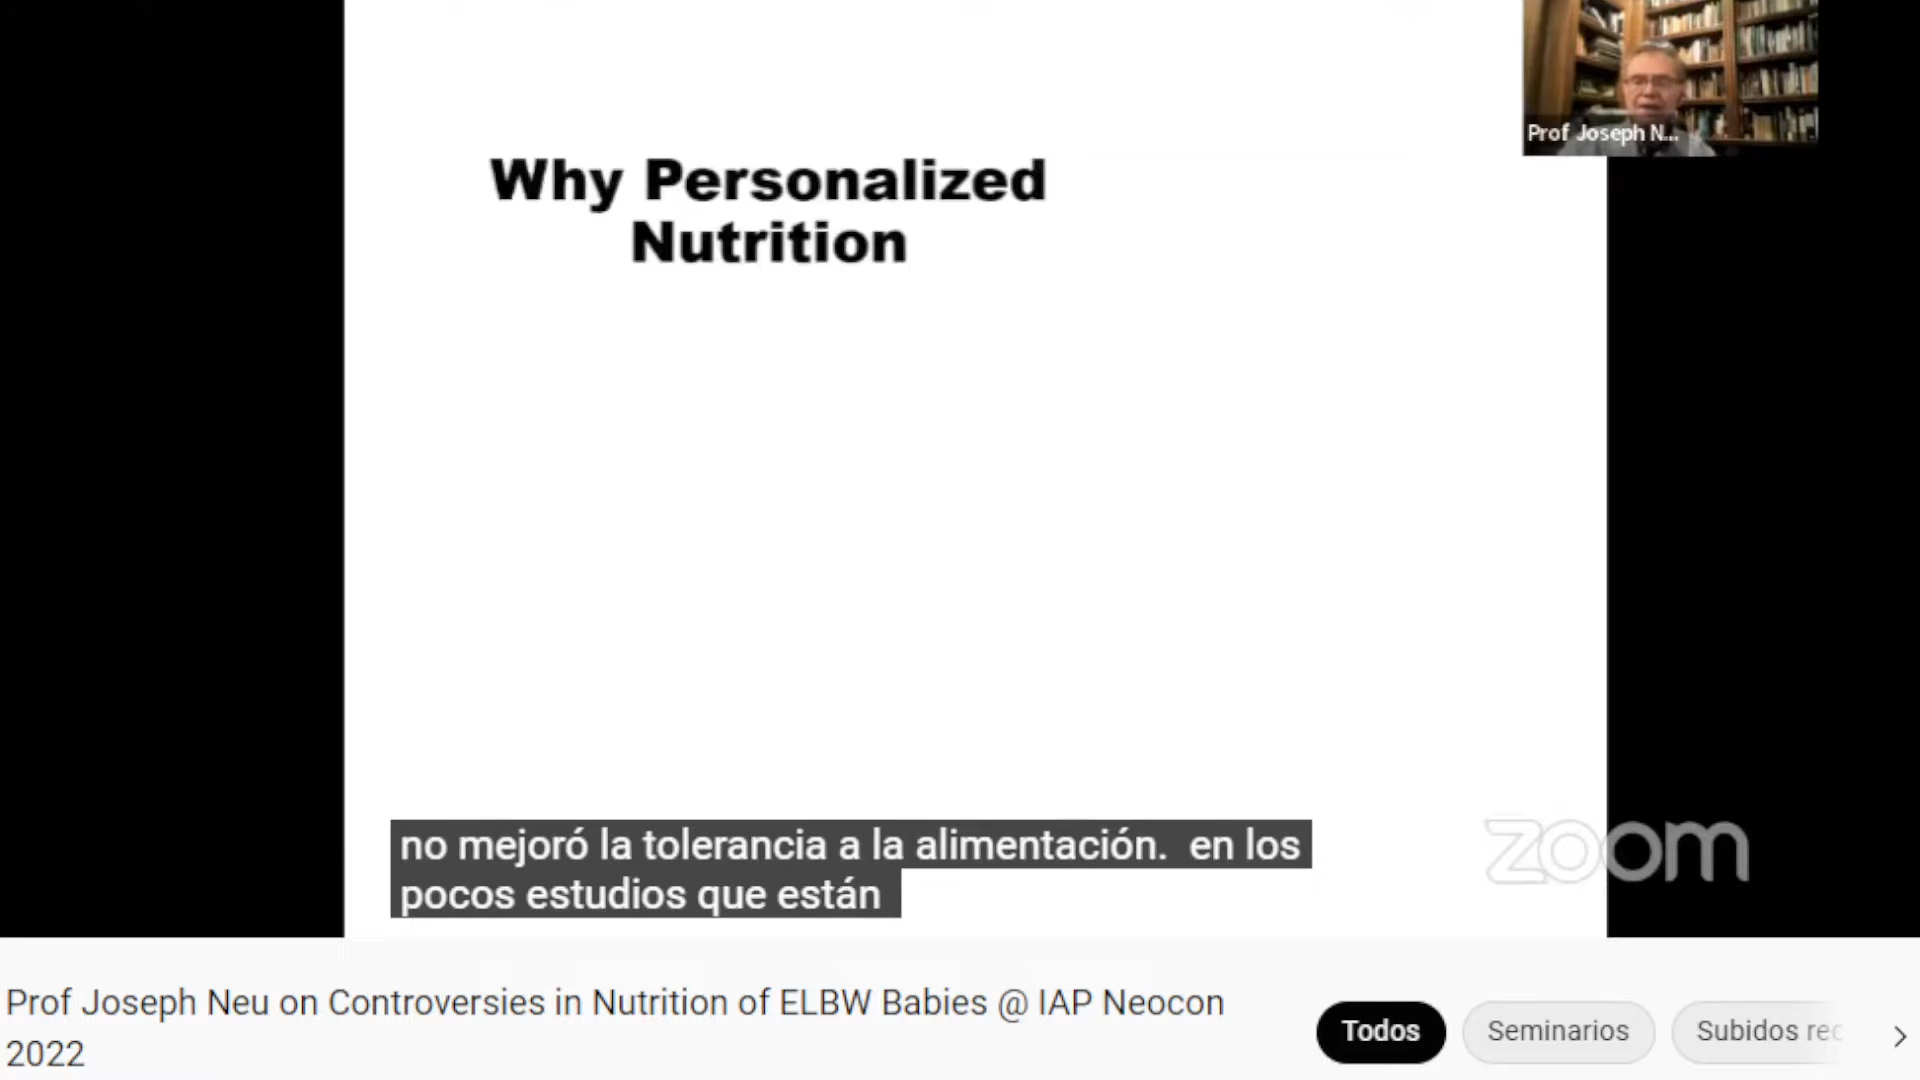 Prof Joseph N...
Why Personalized
Nutrition
no mejoró la tolerancia a la alimentación. en los
pocos estudios que están
zoom
Prof Joseph Neu on Controversies in Nutrition of ELBW Babies @ IAP Neocon
2022
Todos
Seminarios
Subidos rec